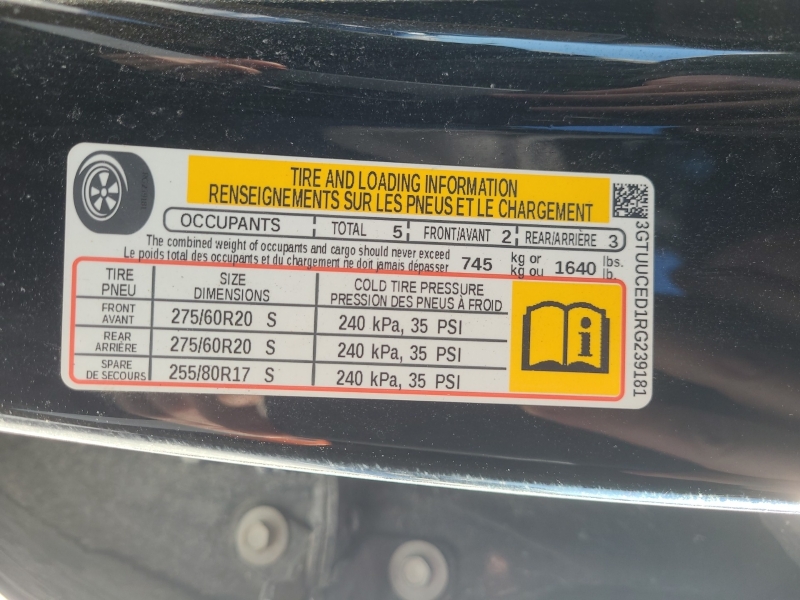 TIRE AND LOADING INFORMATION
RENSEIGNEMENTS SUR LES PNEUS ET LE CHARGEMENT
OCCUPANTS TOTAL 5 FRONT/AVANT 2 REAR/ARRIÈRE 3
The combined weight of occupants and cargo should never exceed
Le poids total des occupants et du chargement ne doit jamais dépasser
745 kg or 1640 lbs.
kg ou lb.
TIRE SIZE COLD TIRE PRESSURE
PNEU DIMENSIONS PRESSION DES PNEUS À FROID
FRONT
AVANT 275/60R20 S 240 kPa, 35 PSI
REAR
ARRIÈRE 275/60R20 S 240 kPa, 35 PSI
SPARE
DE SECOURS 255/80R17 S 240 kPa, 35 PSI
i
3GTUUCED1RG239181